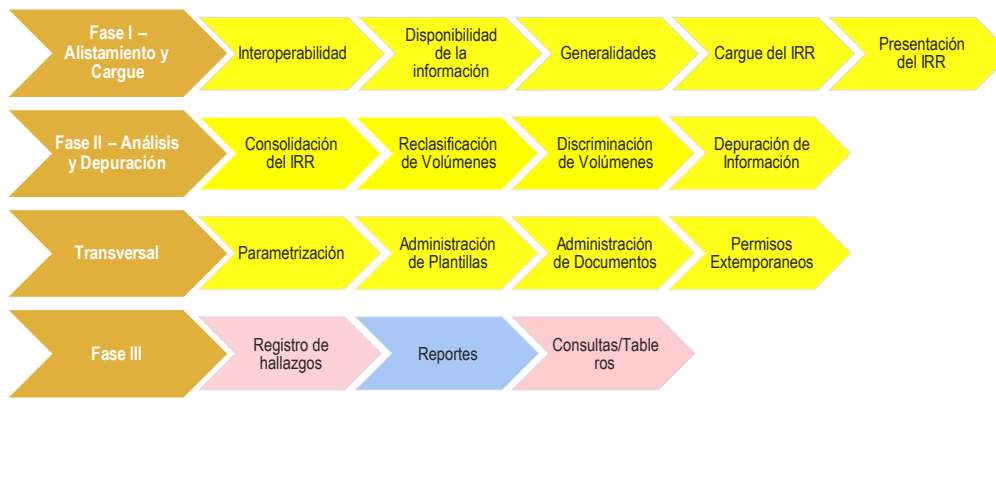 Fase I –
Alistamiento y
Cargue
Interoperabilidad
Disponibilidad
de la
información
Generalidades
Cargue del IRR
Presentación
del IRR
Fase II – Análisis
y Depuración
Consolidación
del IRR
Reclasificación
de Volúmenes
Discriminación
de Volúmenes
Depuración de
Información
Transversal
Parametrización
Administración
de Plantillas
Administración
de Documentos
Permisos
Extemporaneos
Fase III
Registro de
hallazgos
Reportes
Consultas/Table
ros